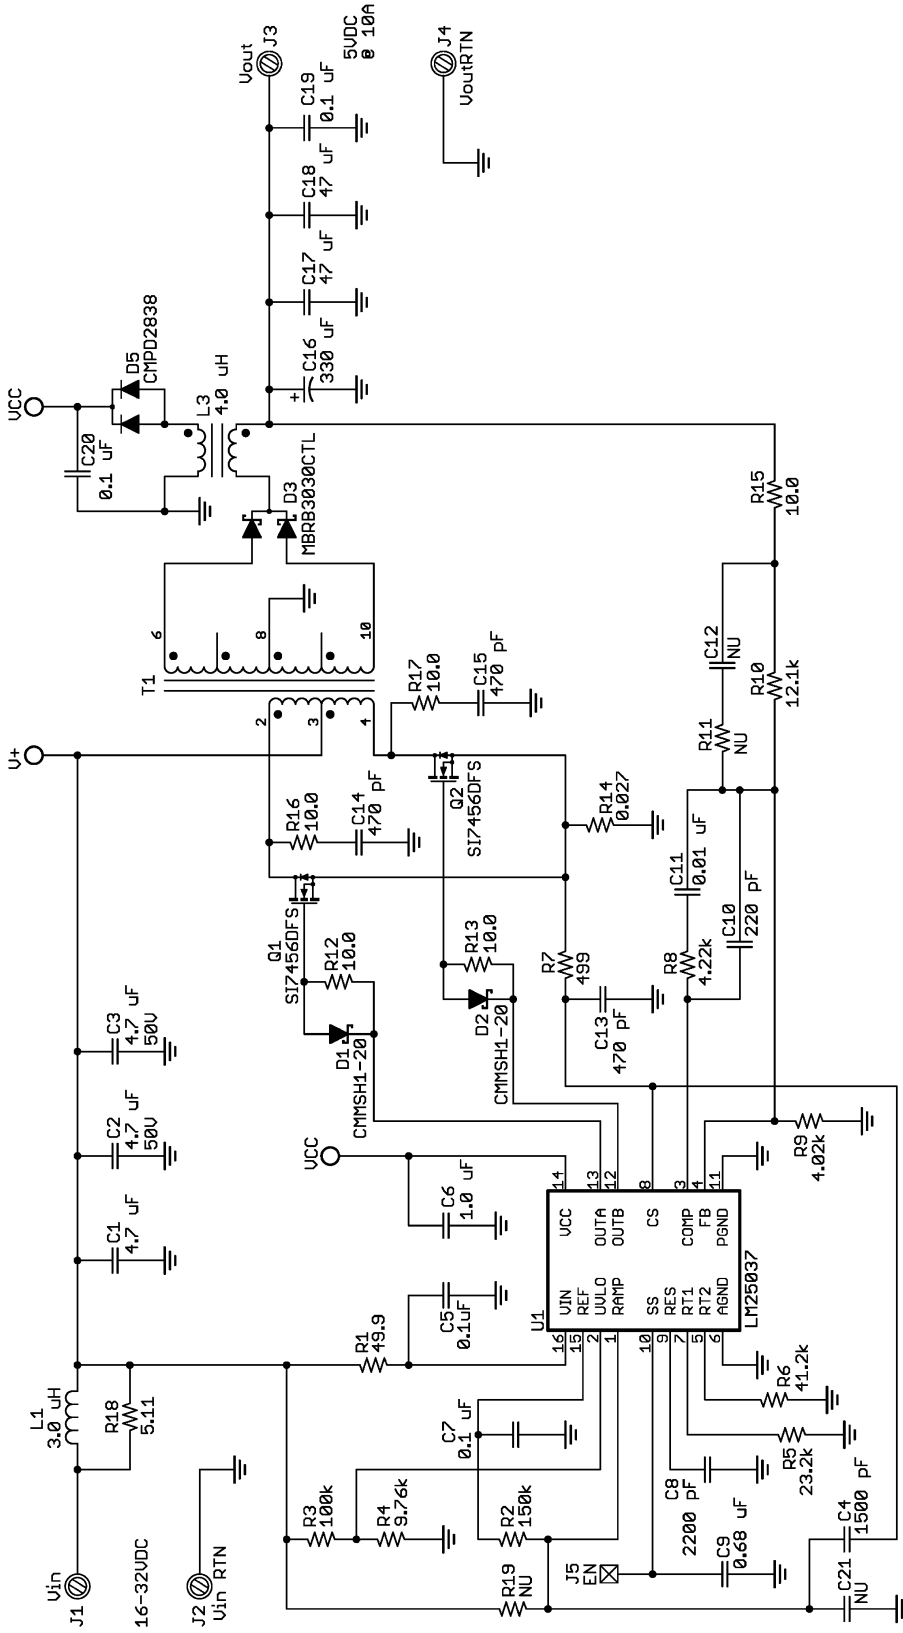 J1
Vin
16-32VDC
J2
Vin RTN
L1
3.0 uH
R18
5.11
C1
4.7 uF
C2
4.7 uF
50V
C3
4.7 uF
50V
V+
R3
100k
R4
9.76k
R1
49.9
C5
0.1uF
C6
1.0 uF
VCC
C7
0.1 uF
R19
NU
R2
150k
J5
EN
C8
2200 pF
C9
0.68 uF
R5
23.2k
R6
41.2k
C21
NU
C4
1500 pF
U1
LM25037
16
VIN
15
REF
2
UVLO
1
RAMP
10
SS
9
RES
7
RT1
5
RT2
6
AGND
VCC
14
OUTA
13
OUTB
12
CS
8
COMP
3
FB
4
PGND
11
Q1
SI7456DFS
R12
10.0
D1
CMMSH1-20
R16
10.0
C14
470 pF
Q2
SI7456DFS
R13
10.0
D2
CMMSH1-20
R17
10.0
C15
470 pF
R7
499
C13
470 pF
R14
0.027
R8
4.22k
C11
0.01 uF
C10
220 pF
R11
NU
C12
NU
R10
12.1k
R15
10.0
R9
4.02k
T1
2
3
4
6
8
10
D3
MBRB3030CTL
C20
0.1 uF
VCC
D5
CMPD2838
L3
4.0 uH
+
C16
330 uF
C17
47 uF
C18
47 uF
C19
0.1 uF
Vout
J3
5VDC
@ 10A
J4
VoutRTN